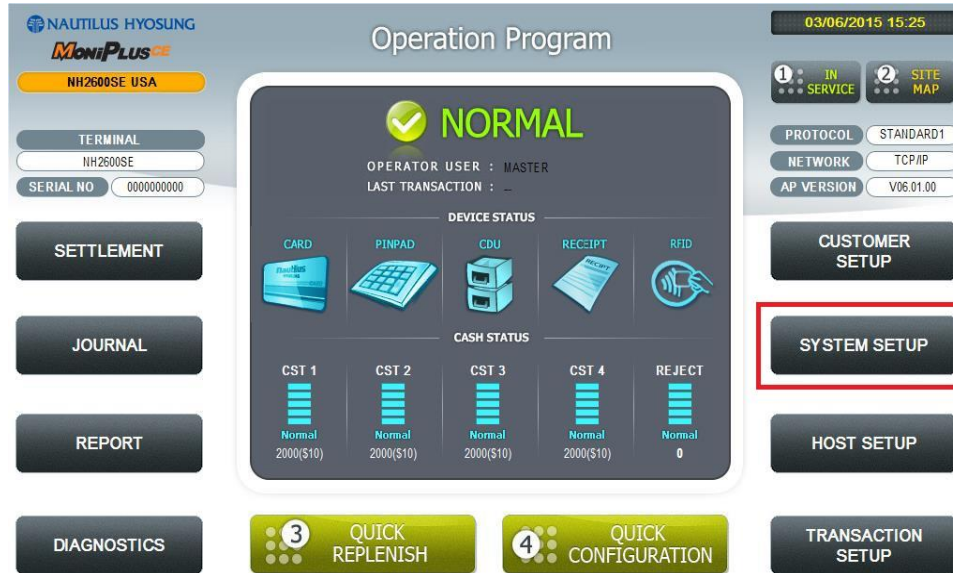 NAUTILUS HYOSUNG
MoniPlusCE
NH2600SE USA
Operation Program
03/06/2015 15:25
1 IN SERVICE
2 SITE MAP
TERMINAL
NH2600SE
SERIAL NO 0000000000
PROTOCOL STANDARD1
NETWORK TCP/IP
AP VERSION V06.01.00
NORMAL
OPERATOR USER : MASTER
LAST TRANSACTION : _
DEVICE STATUS
CARD PINPAD CDU RECEIPT RFID
Nautilus
RECIPT
CASH STATUS
CST 1 CST 2 CST 3 CST 4 REJECT
Normal Normal Normal Normal Normal
2000($10) 2000($10) 2000($10) 2000($10) 0
SETTLEMENT
JOURNAL
REPORT
DIAGNOSTICS
CUSTOMER
SETUP
SYSTEM SETUP
HOST SETUP
TRANSACTION
SETUP
3 QUICK
REPLENISH
4 QUICK
CONFIGURATION